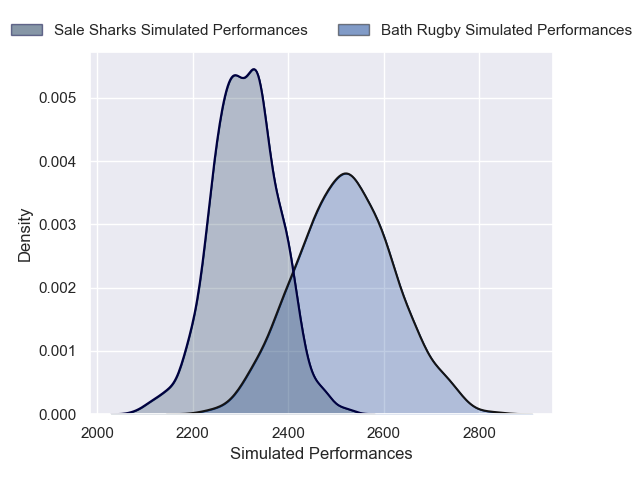 Sale Sharks Simulated Performances Bath Rugby Simulated Performances
0.005
0.004
0.003
0.002
0.001
0.000
Density
2000 2200 2400 2600 2800
Simulated Performances